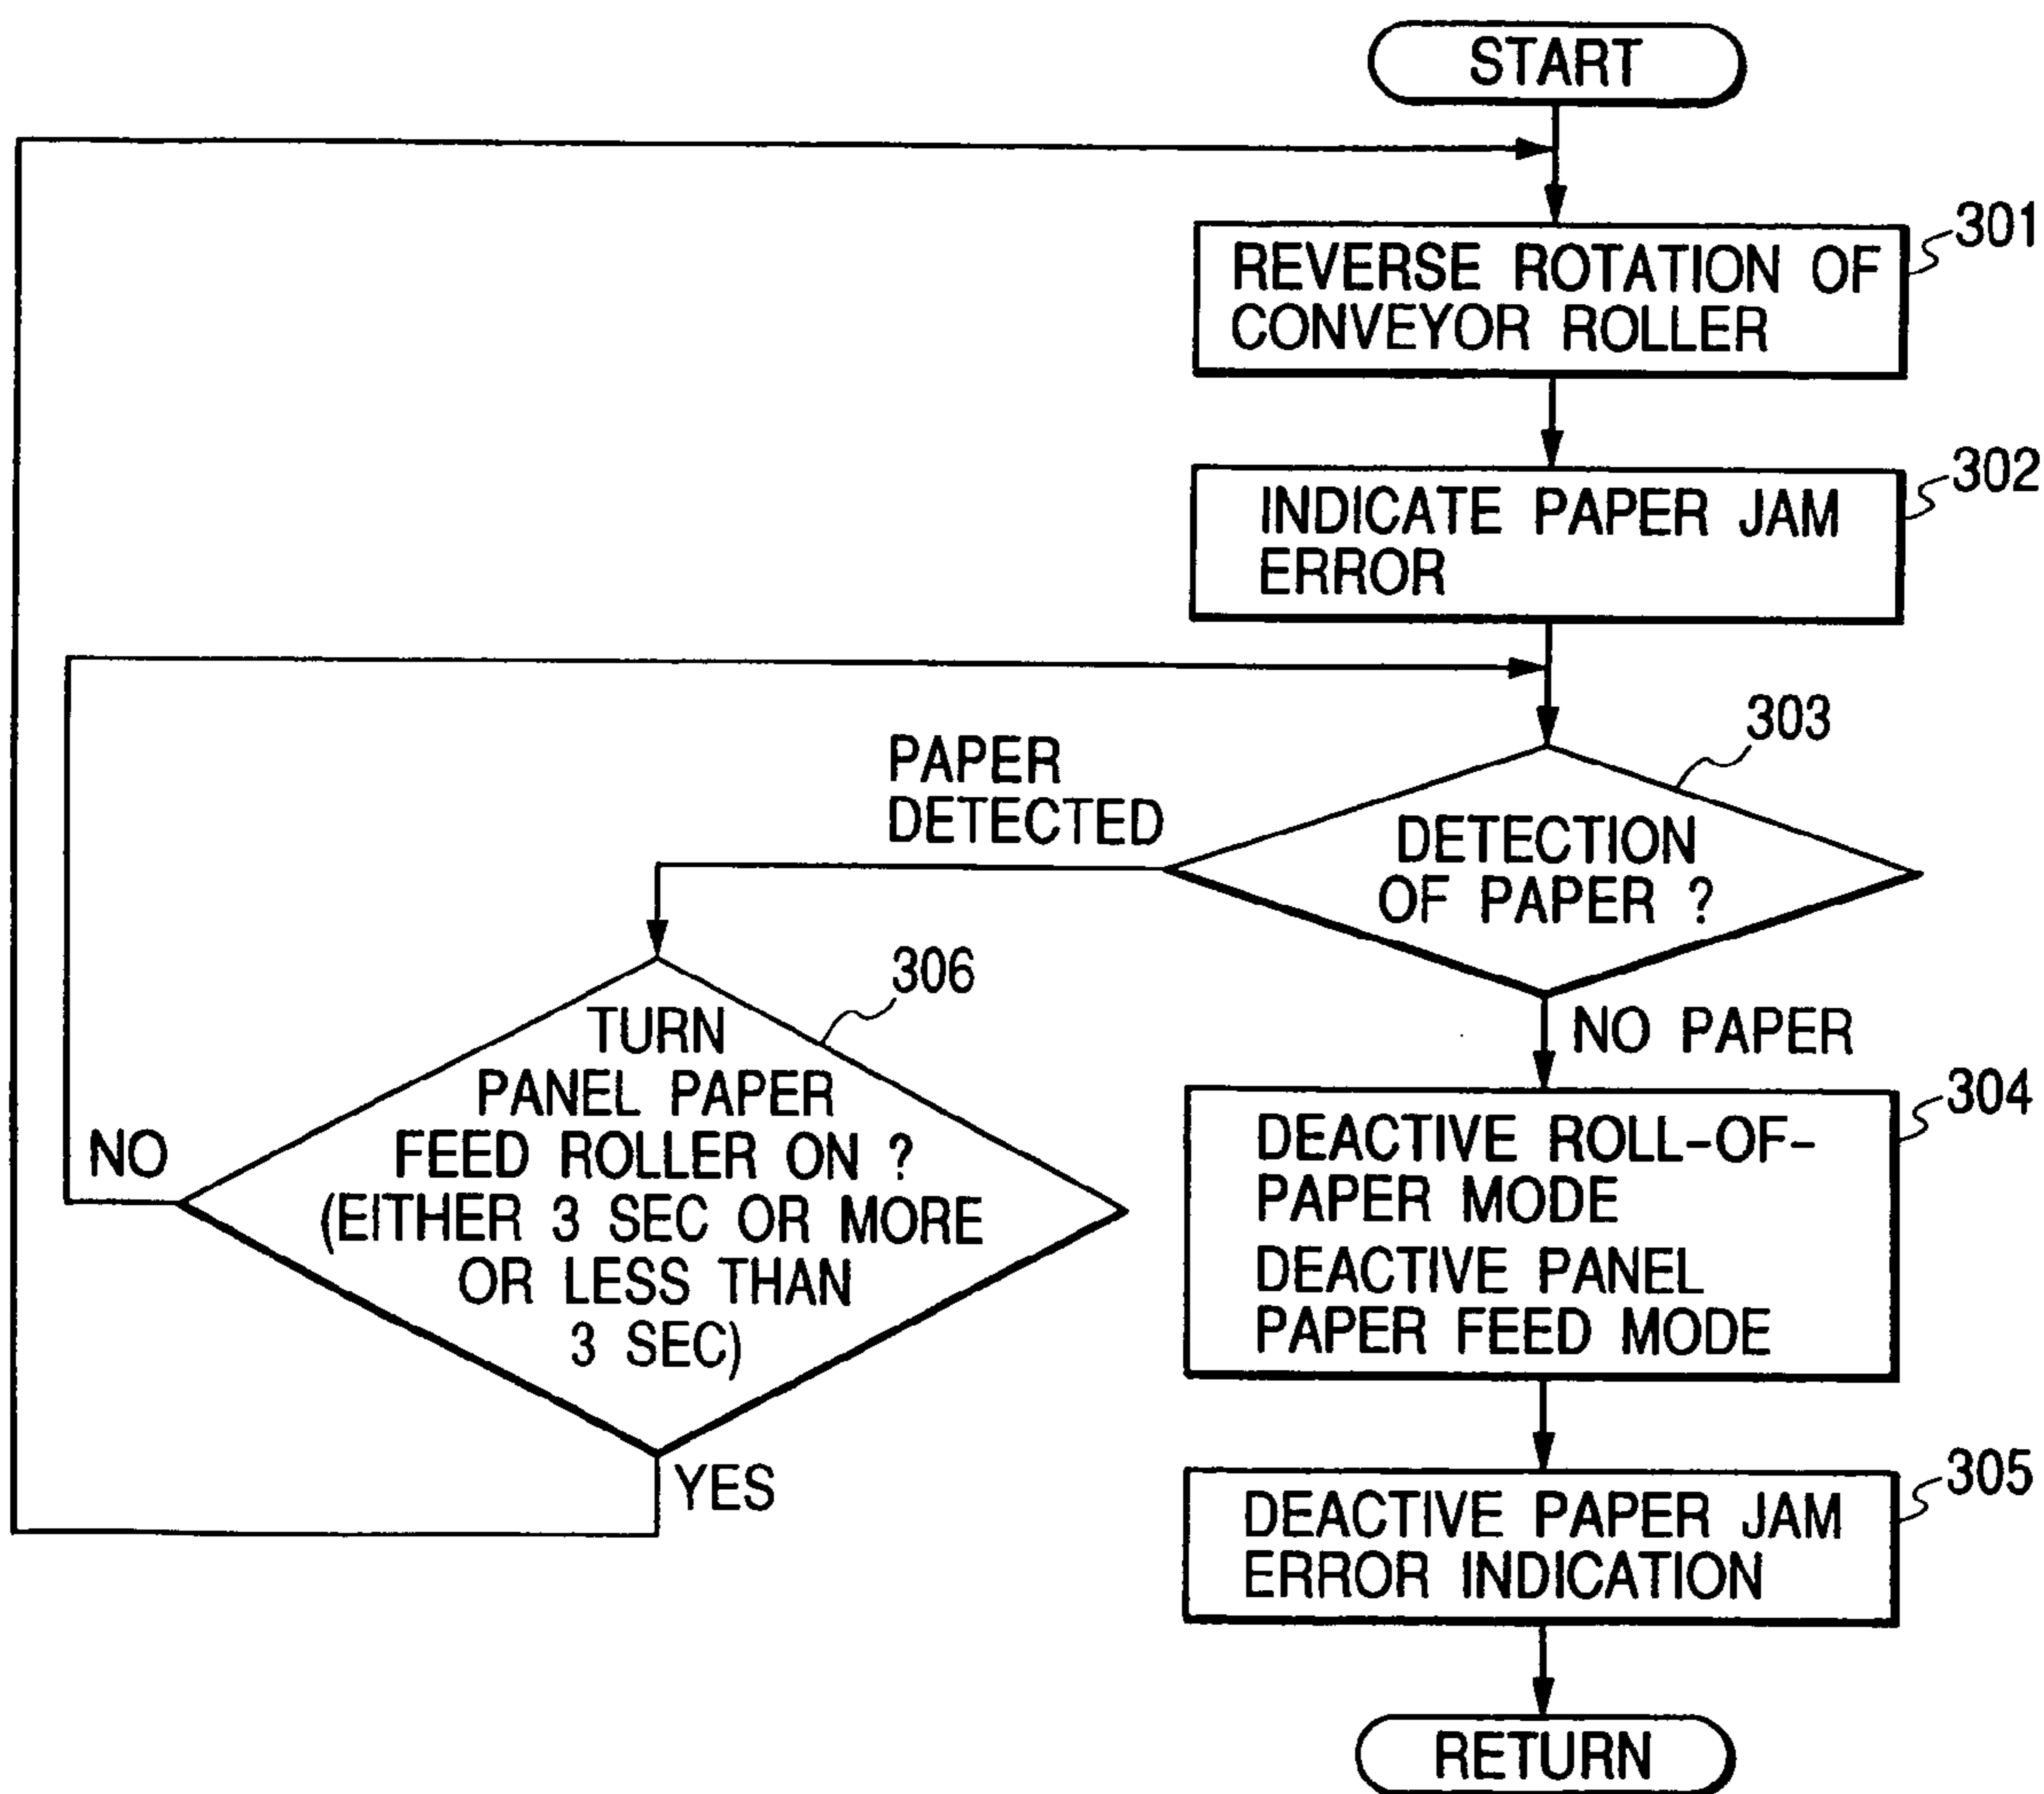 START
301
REVERSE ROTATION OF
CONVEYOR ROLLER
302
INDICATE PAPER JAM
ERROR
303
PAPER
DETECTED
DETECTION
OF PAPER ?
306
TURN
PANEL PAPER
FEED ROLLER ON ?
(EITHER 3 SEC OR MORE
OR LESS THAN
3 SEC)
NO
YES
NO PAPER
304
DEACTIVE ROLL-OF-
PAPER MODE
DEACTIVE PANEL
PAPER FEED MODE
305
DEACTIVE PAPER JAM
ERROR INDICATION
RETURN